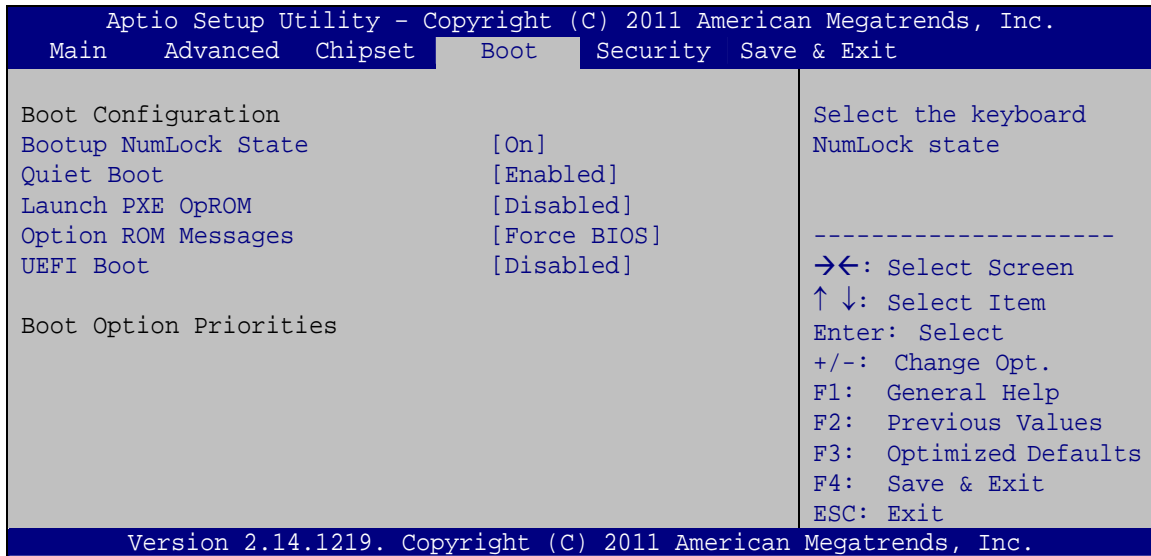 Aptio Setup Utility – Copyright (C) 2011 American Megatrends, Inc.
Main Advanced Chipset Boot Security Save & Exit
Boot Configuration
Bootup NumLock State [On]
Quiet Boot [Enabled]
Launch PXE OpROM [Disabled]
Option ROM Messages [Force BIOS]
UEFI Boot [Disabled]
Boot Option Priorities
Select the keyboard
NumLock state
---------------------
→←: Select Screen
↑ ↓: Select Item
Enter: Select
+/-: Change Opt.
F1: General Help
F2: Previous Values
F3: Optimized Defaults
F4: Save & Exit
ESC: Exit
Version 2.14.1219. Copyright (C) 2011 American Megatrends, Inc.